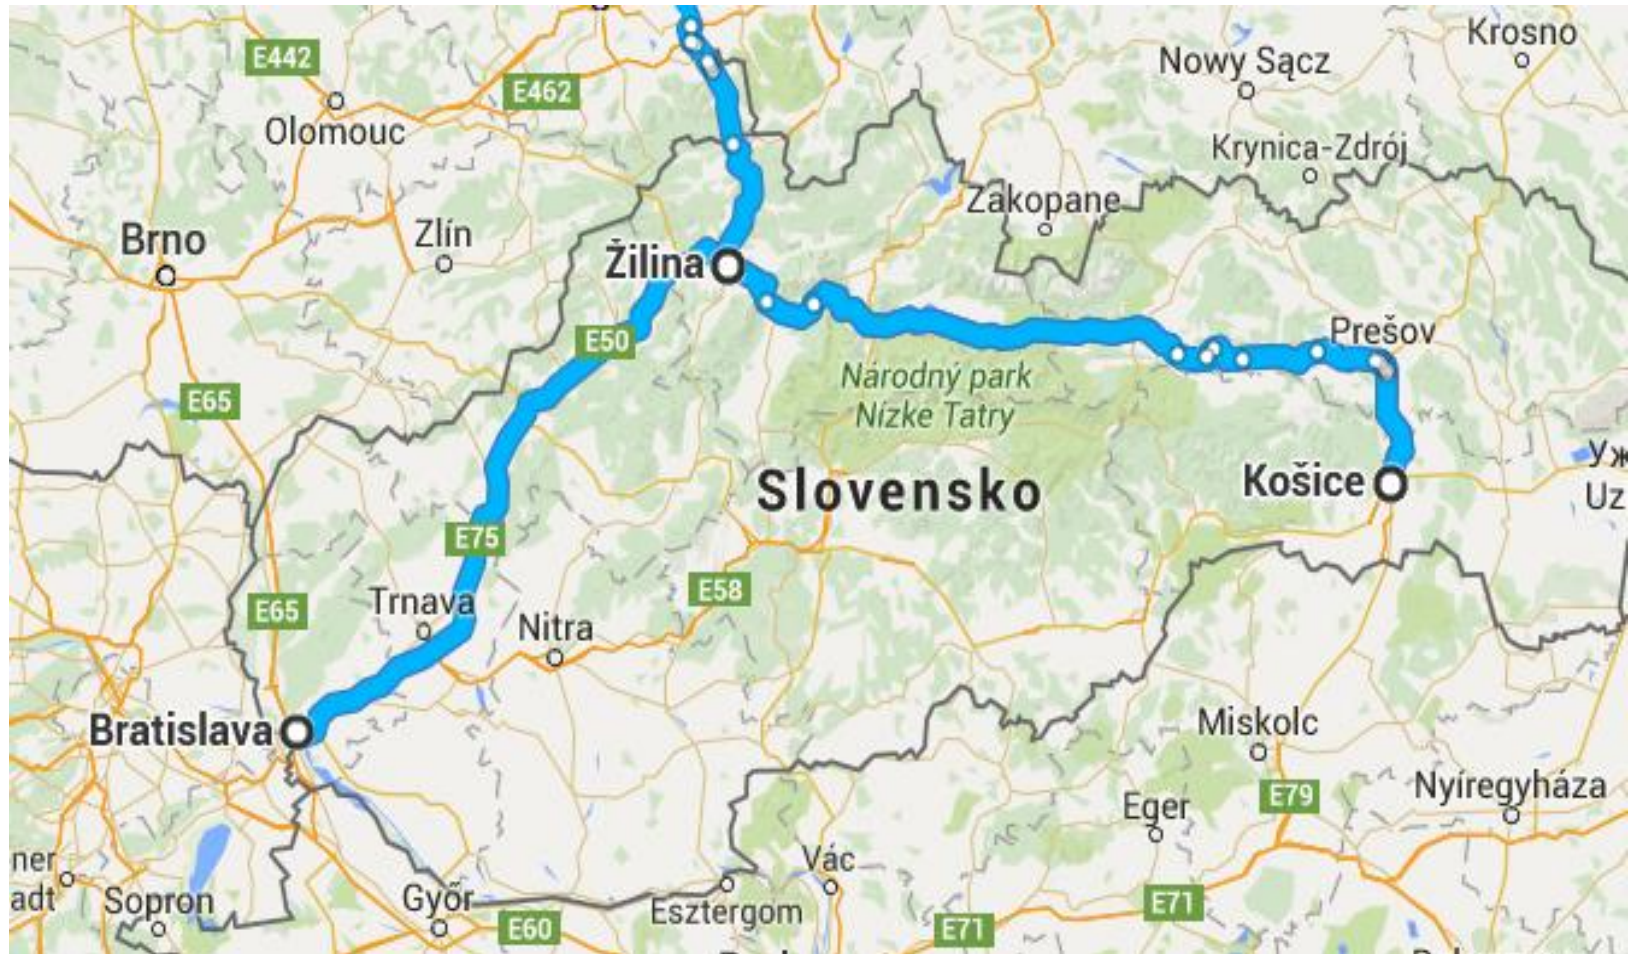 Krosno
E442
Nowy Sącz
E462
Olomouc
Krynica-Zdrój
Zakopane
Brno
Zlín
Žilina
Prešov
E50
Národný park
Nízke Tatry
E65
Košice
Slovensko
E75
E58
Trnava
E65
Nitra
Bratislava
Miskolc
Nyíregyháza
E79
Eger
Vác
Sopron
Győr
Esztergom
E71
E60
E71